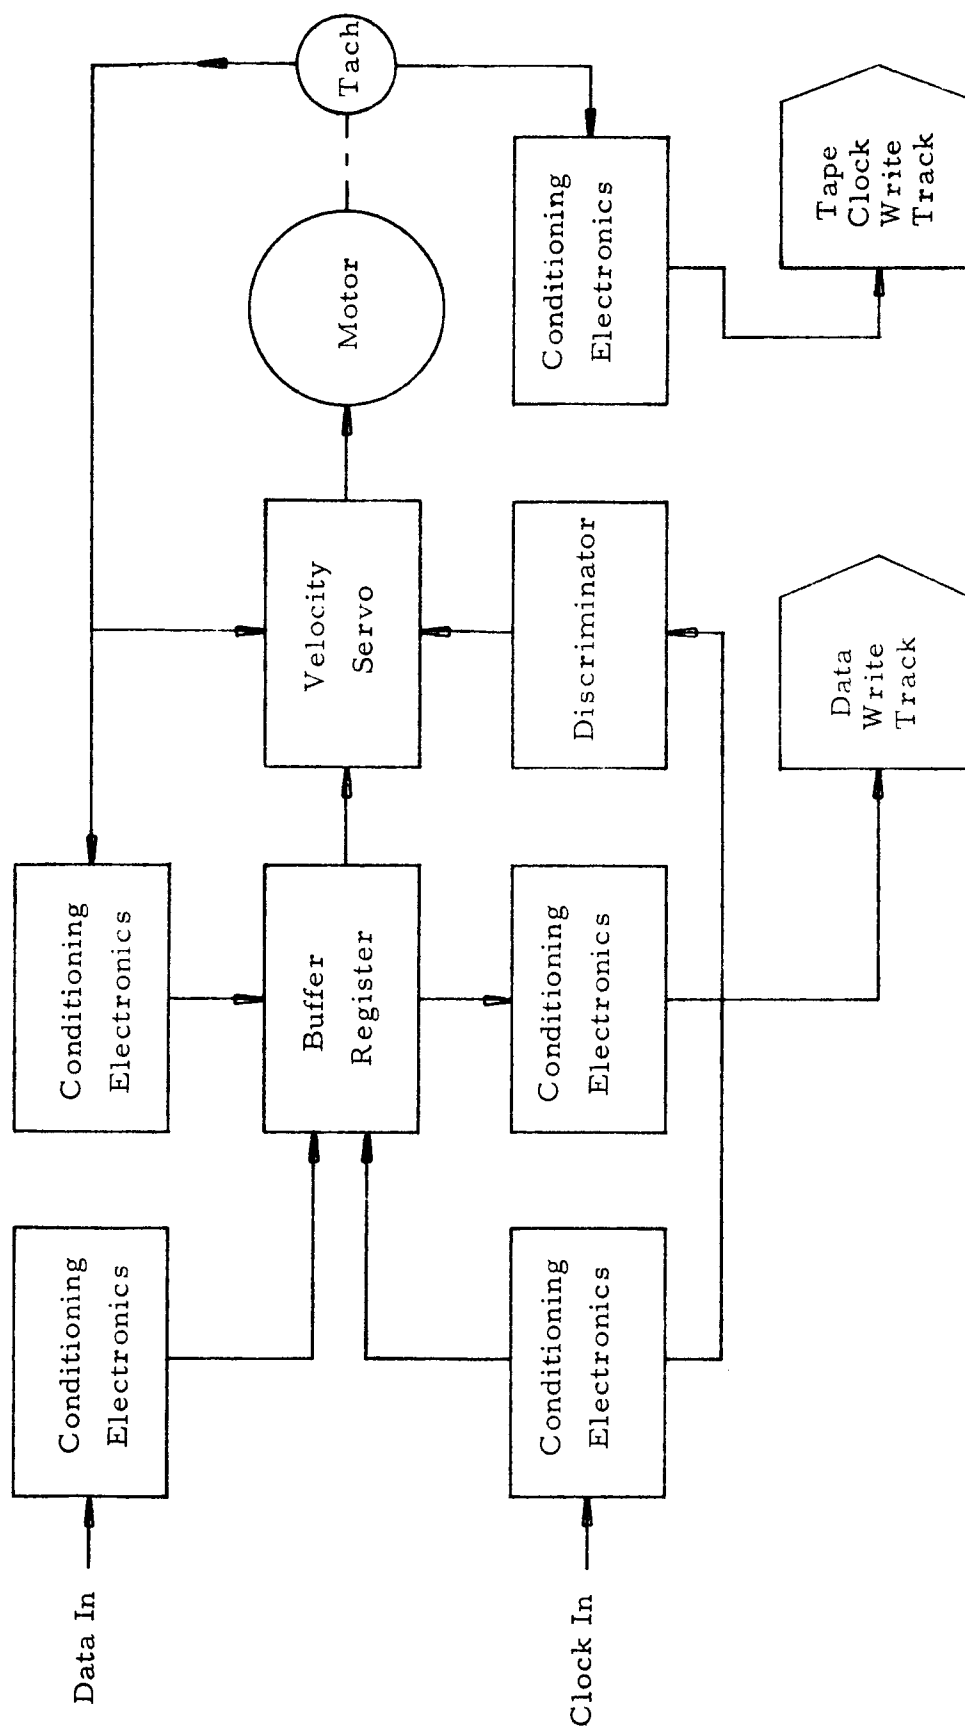 Data In
Conditioning
Electronics
Conditioning
Electronics
Tach
Buffer
Register
Velocity
Servo
Motor
Clock In
Conditioning
Electronics
Conditioning
Electronics
Discriminator
Conditioning
Electronics
Data
Write
Track
Tape
Clock
Write
Track